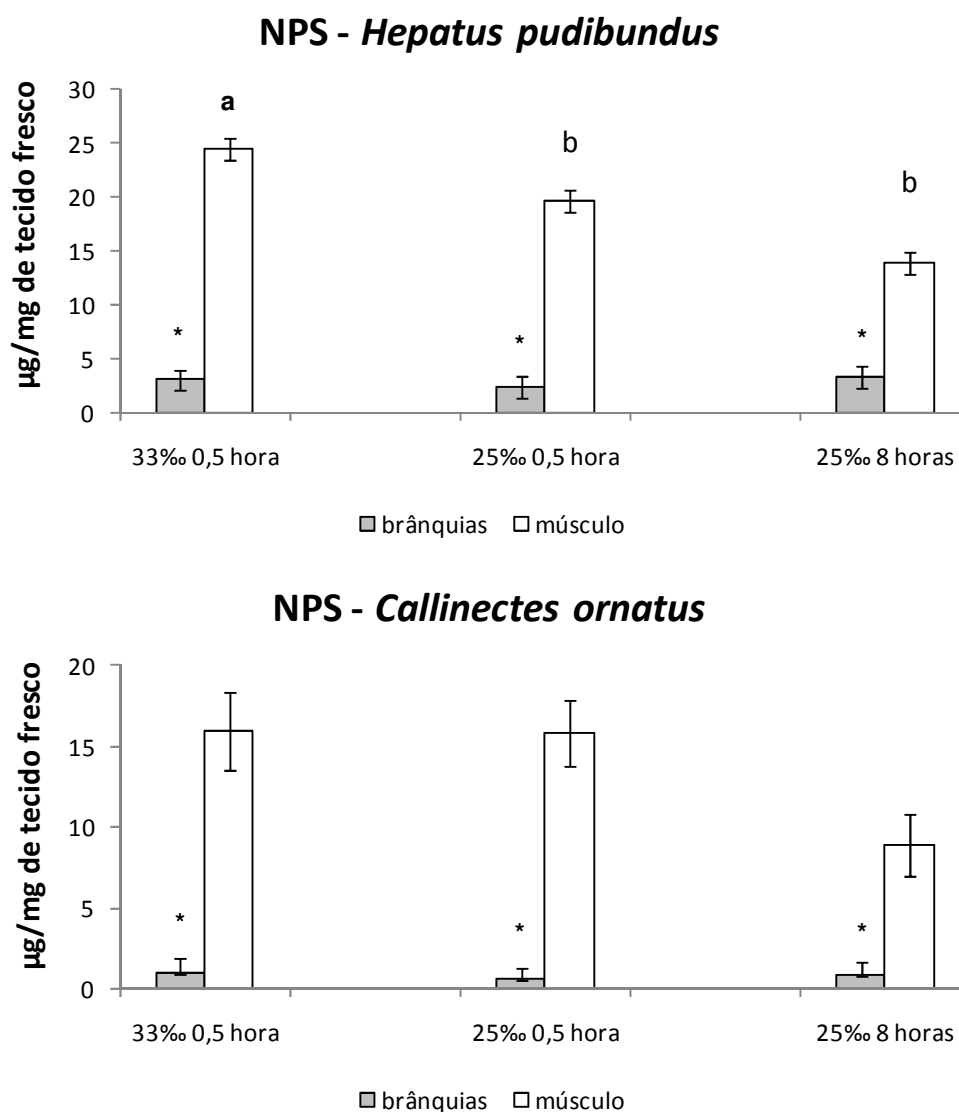 NPS - Hepatus pudibundus
µg/mg de tecido fresco
30
25
20
15
10
5
0
a
b
b
*
*
*
33‰ 0,5 hora 25‰ 0,5 hora 25‰ 8 horas
brânquias músculo
NPS - Callinectes ornatus
µg/mg de tecido fresco
20
15
10
5
0
*
*
*
33‰ 0,5 hora 25‰ 0,5 hora 25‰ 8 horas
brânquias músculo